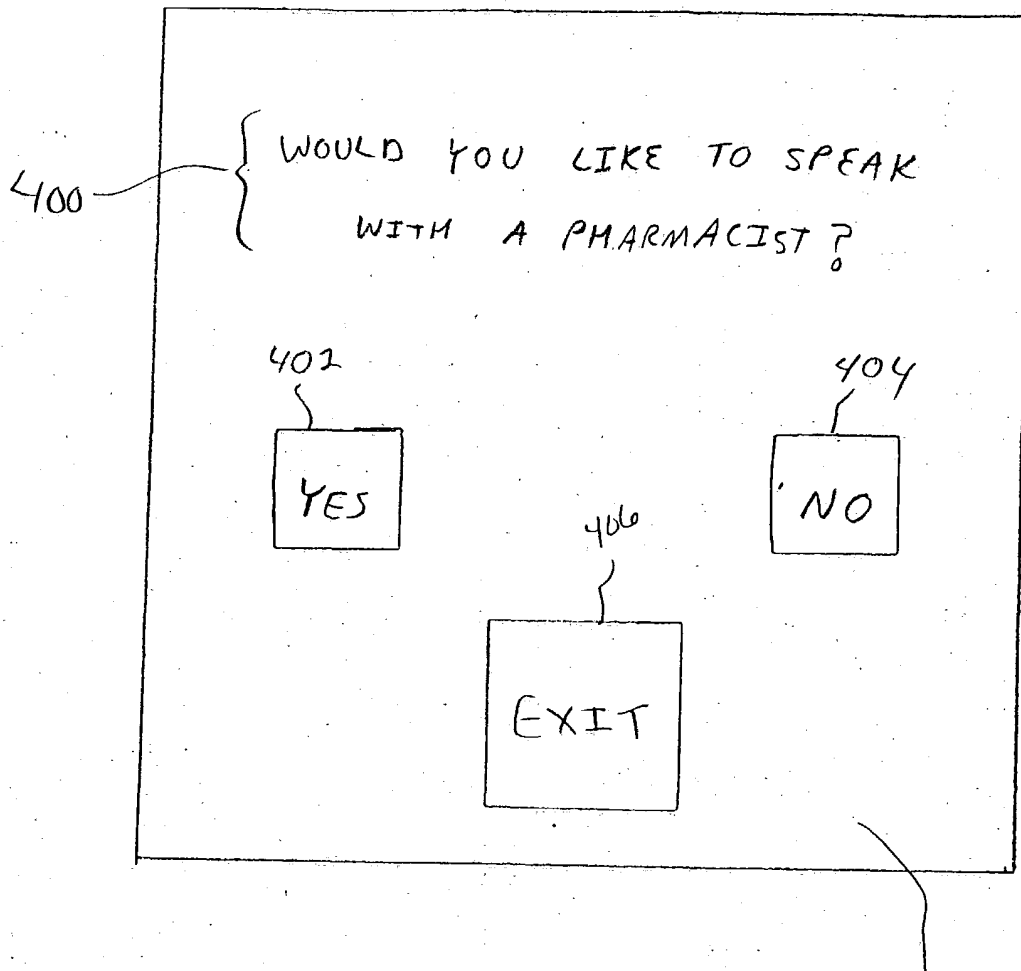 400
WOULD YOU LIKE TO SPEAK
WITH A PHARMACIST?
402
404
YES
NO
406
EXIT